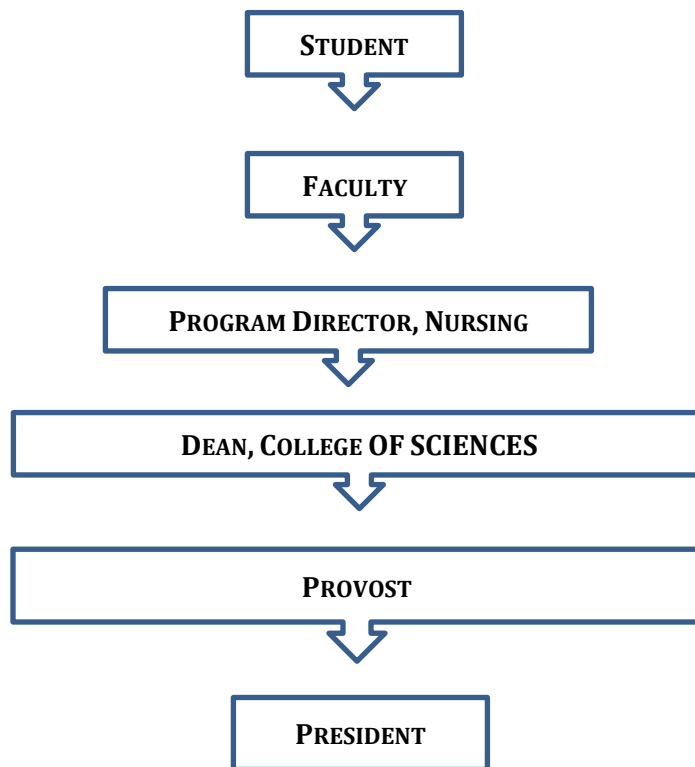 STUDENT
FACULTY
PROGRAM DIRECTOR, NURSING
DEAN, COLLEGE OF SCIENCES
PROVOST
PRESIDENT